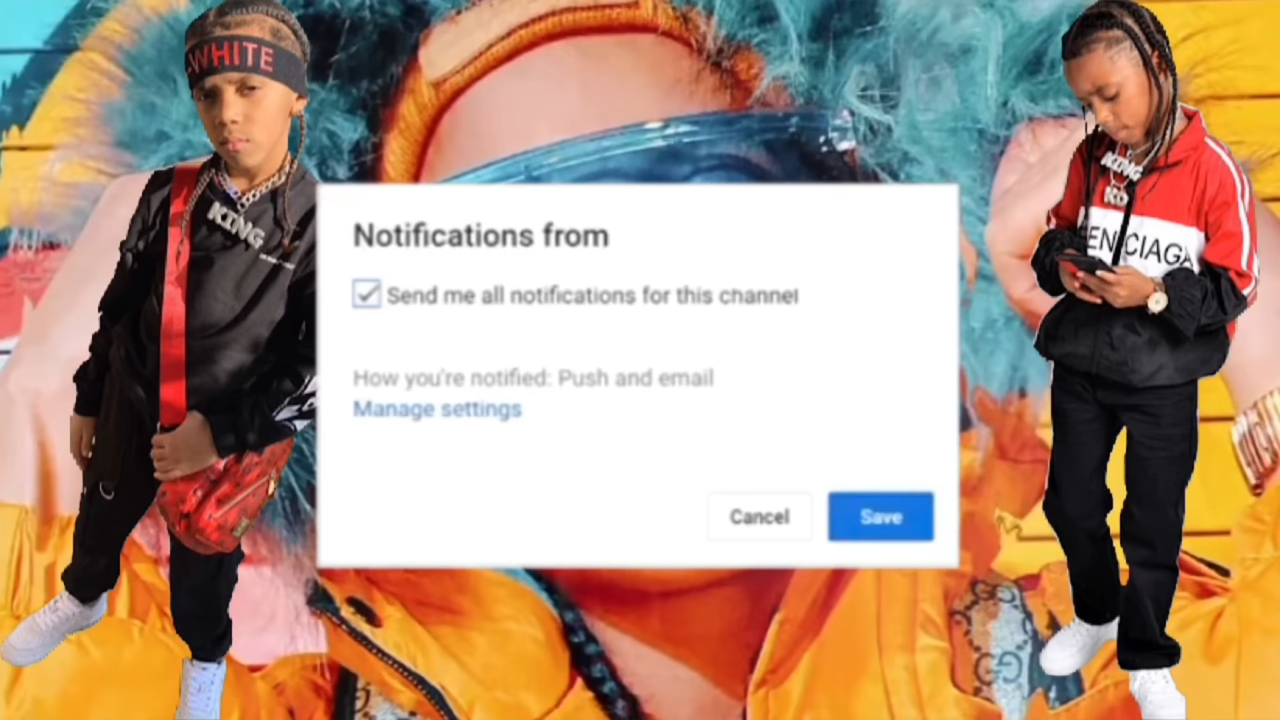 -WHITE
KING
KING
KD
ENCIAGA
Notifications from
Send me all notifications for this channel
How you're notified: Push and email
Manage settings
Cancel
Save